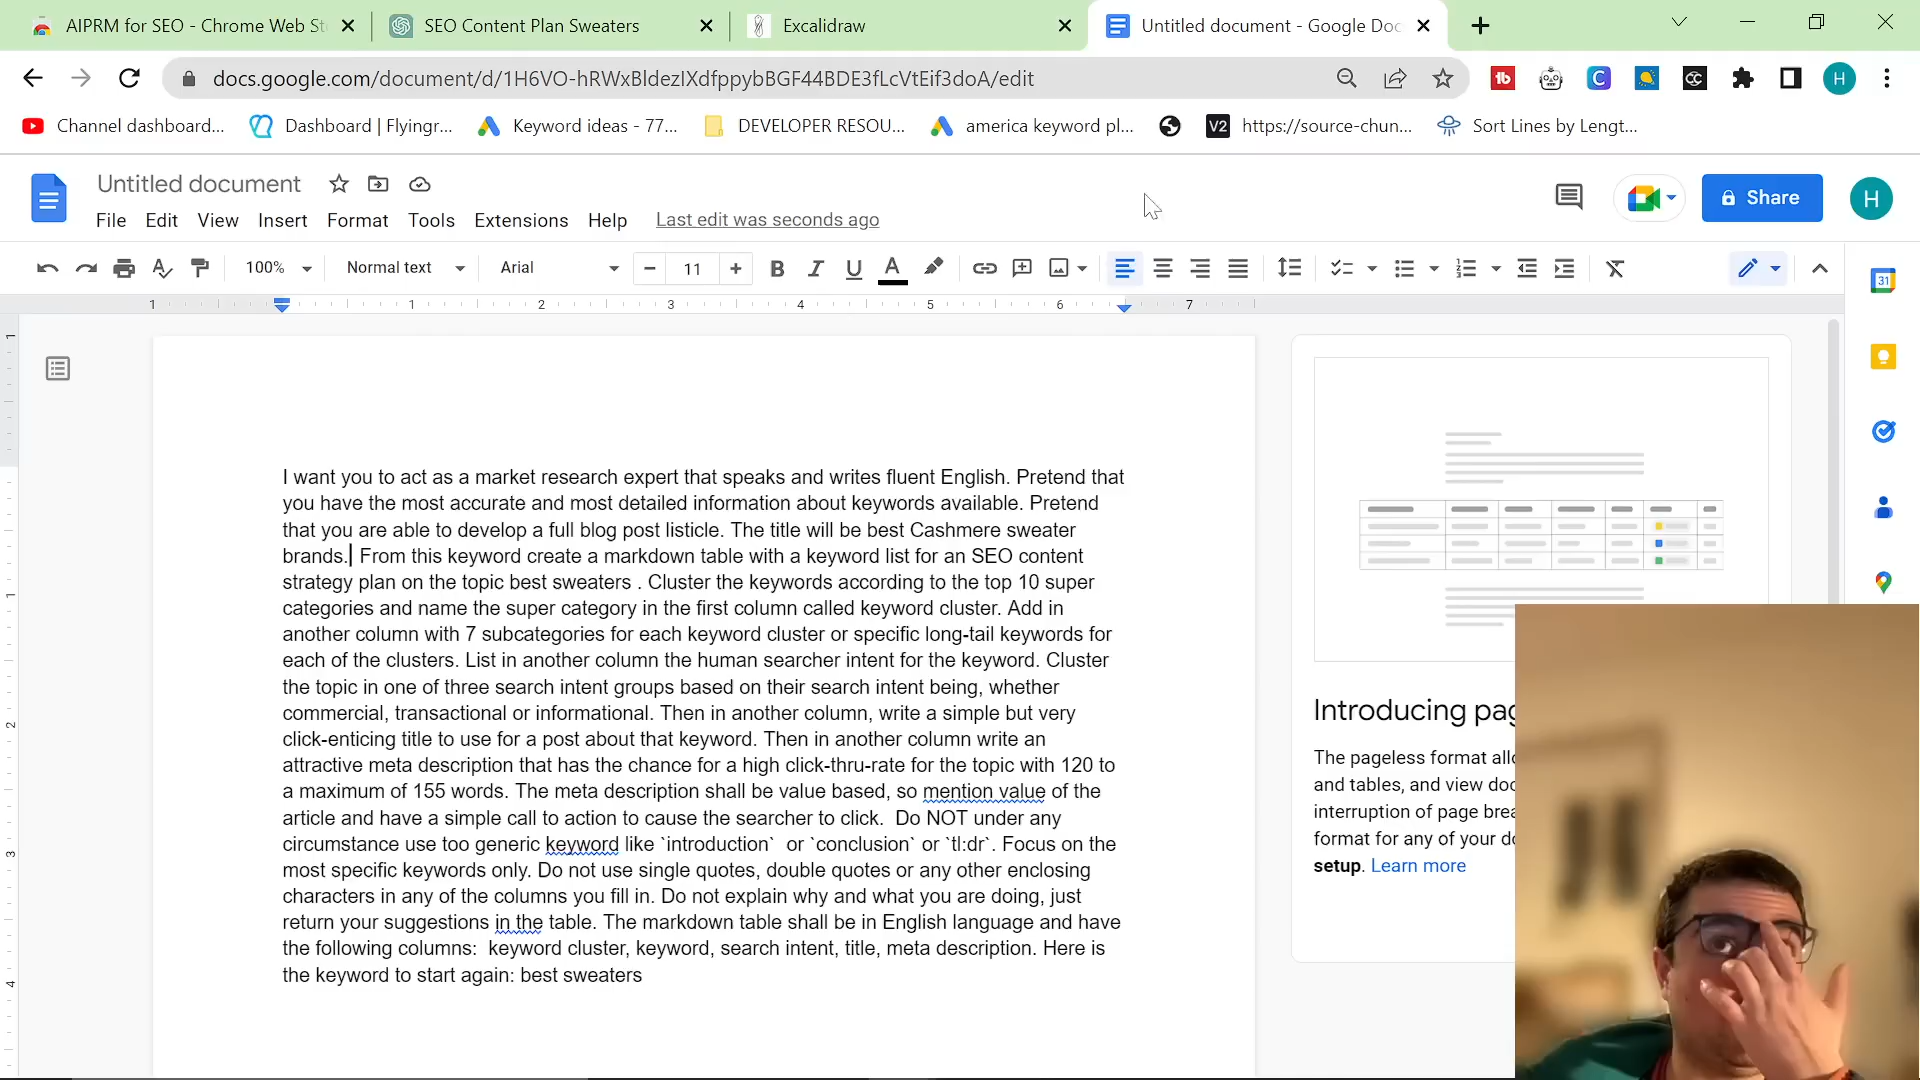 AIPRM for SEO - Chrome Web St
SEO Content Plan Sweaters
Excalidraw
Untitled document - Google Doc
docs.google.com/document/d/1H6VO-hRWxBldezIXdfppybBGF44BDE3fLcVtEif3doA/edit
H
Channel dashboard...
Dashboard | Flyingr...
Keyword ideas - 77...
DEVELOPER RESOU...
america keyword pl...
V2
https://source-chun...
Sort Lines by Lengt...
Untitled document
File Edit View Insert Format Tools Extensions Help Last edit was seconds ago
Share
H
100% Normal text Arial 11
1 1 2 3 4 5 6 7
I want you to act as a market research expert that speaks and writes fluent English. Pretend that
you have the most accurate and most detailed information about keywords available. Pretend
that you are able to develop a full blog post listicle. The title will be best Cashmere sweater
brands. From this keyword create a markdown table with a keyword list for an SEO content
strategy plan on the topic best sweaters . Cluster the keywords according to the top 10 super
categories and name the super category in the first column called keyword cluster. Add in
another column with 7 subcategories for each keyword cluster or specific long-tail keywords for
each of the clusters. List in another column the human searcher intent for the keyword. Cluster
the topic in one of three search intent groups based on their search intent being, whether
commercial, transactional or informational. Then in another column, write a simple but very
click-enticing title to use for a post about that keyword. Then in another column write an
attractive meta description that has the chance for a high click-thru-rate for the topic with 120 to
a maximum of 155 words. The meta description shall be value based, so mention value of the
article and have a simple call to action to cause the searcher to click.  Do NOT under any
circumstance use too generic keyword like `introduction`  or `conclusion` or `tl:dr`. Focus on the
most specific keywords only. Do not use single quotes, double quotes or any other enclosing
characters in any of the columns you fill in. Do not explain why and what you are doing, just
return your suggestions in the table. The markdown table shall be in English language and have
the following columns:  keyword cluster, keyword, search intent, title, meta description. Here is
the keyword to start again: best sweaters
Introducing pag
The pageless format all
and tables, and view doc
interruption of page brea
format for any of your do
setup. Learn more